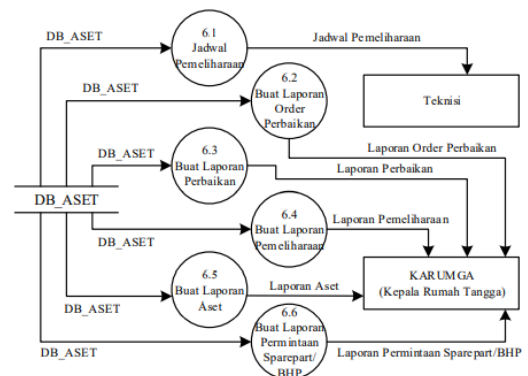 DB_ASET
6.1
Jadwal
Pemeliharaan
Jadwal Pemeliharaan
Teknisi
DB_ASET
6.2
Buat Laporan
Order
Perbaikan
Laporan Order Perbaikan
DB_ASET
6.3
Buat Laporan
Perbaikan
Laporan Perbaikan
DB_ASET
DB_ASET
6.4
Buat Laporan
Pemeliharaan
Laporan Pemeliharaan
KARUMGA
(Kepala Rumah Tangga)
DB_ASET
6.5
Buat Laporan
Aset
Laporan Aset
DB_ASET
6.6
Buat Laporan
Permintaan
Sparepart/
BHP
Laporan Permintaan Sparepart/BHP